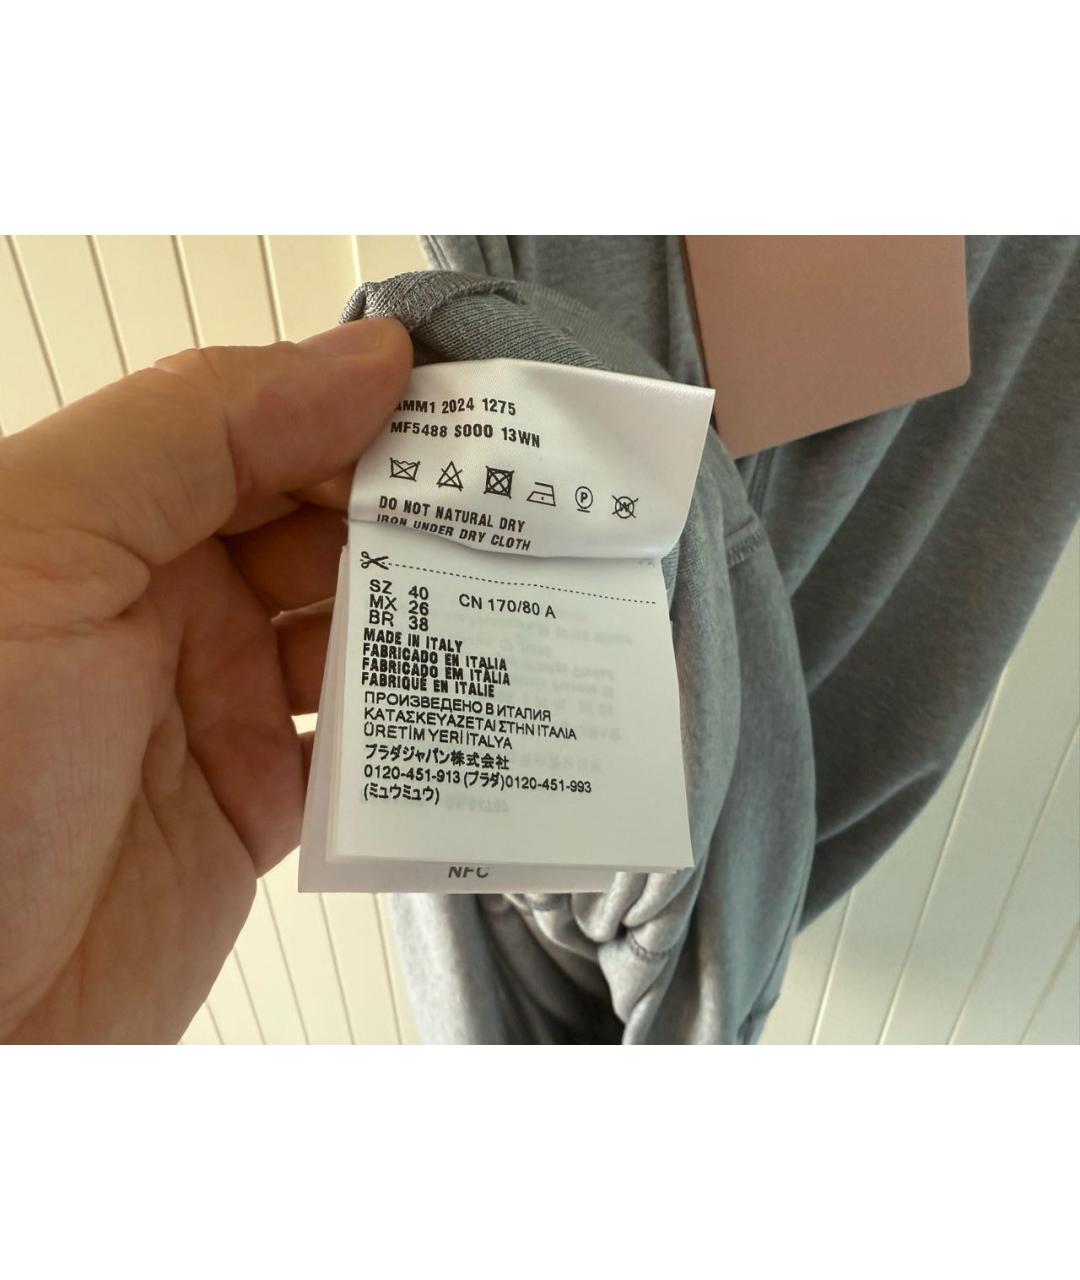 AMM1 2024 1275
MF5488 S000 13WN
DO NOT NATURAL DRY
IRON UNDER DRY CLOTH
SZ 40 CN 170/80 A
MX 26
BR 38
MADE IN ITALY
FABRICADO EN ITALIA
FABRICADO EM ITÁLIA
FABRIQUÉ EN ITALIE
ПРОИЗВЕДЕНО В ИТАЛИЯ
ΚΑΤΑΣΚΕΥΑΖΕΤΑΙ ΣΤΗΝ ΙΤΑΛΙΑ
ÜRETİM YERİ İTALYA
プラダジャパン株式会社
0120-451-913 (プラダ)0120-451-993
(ミュウミュウ)
NFC